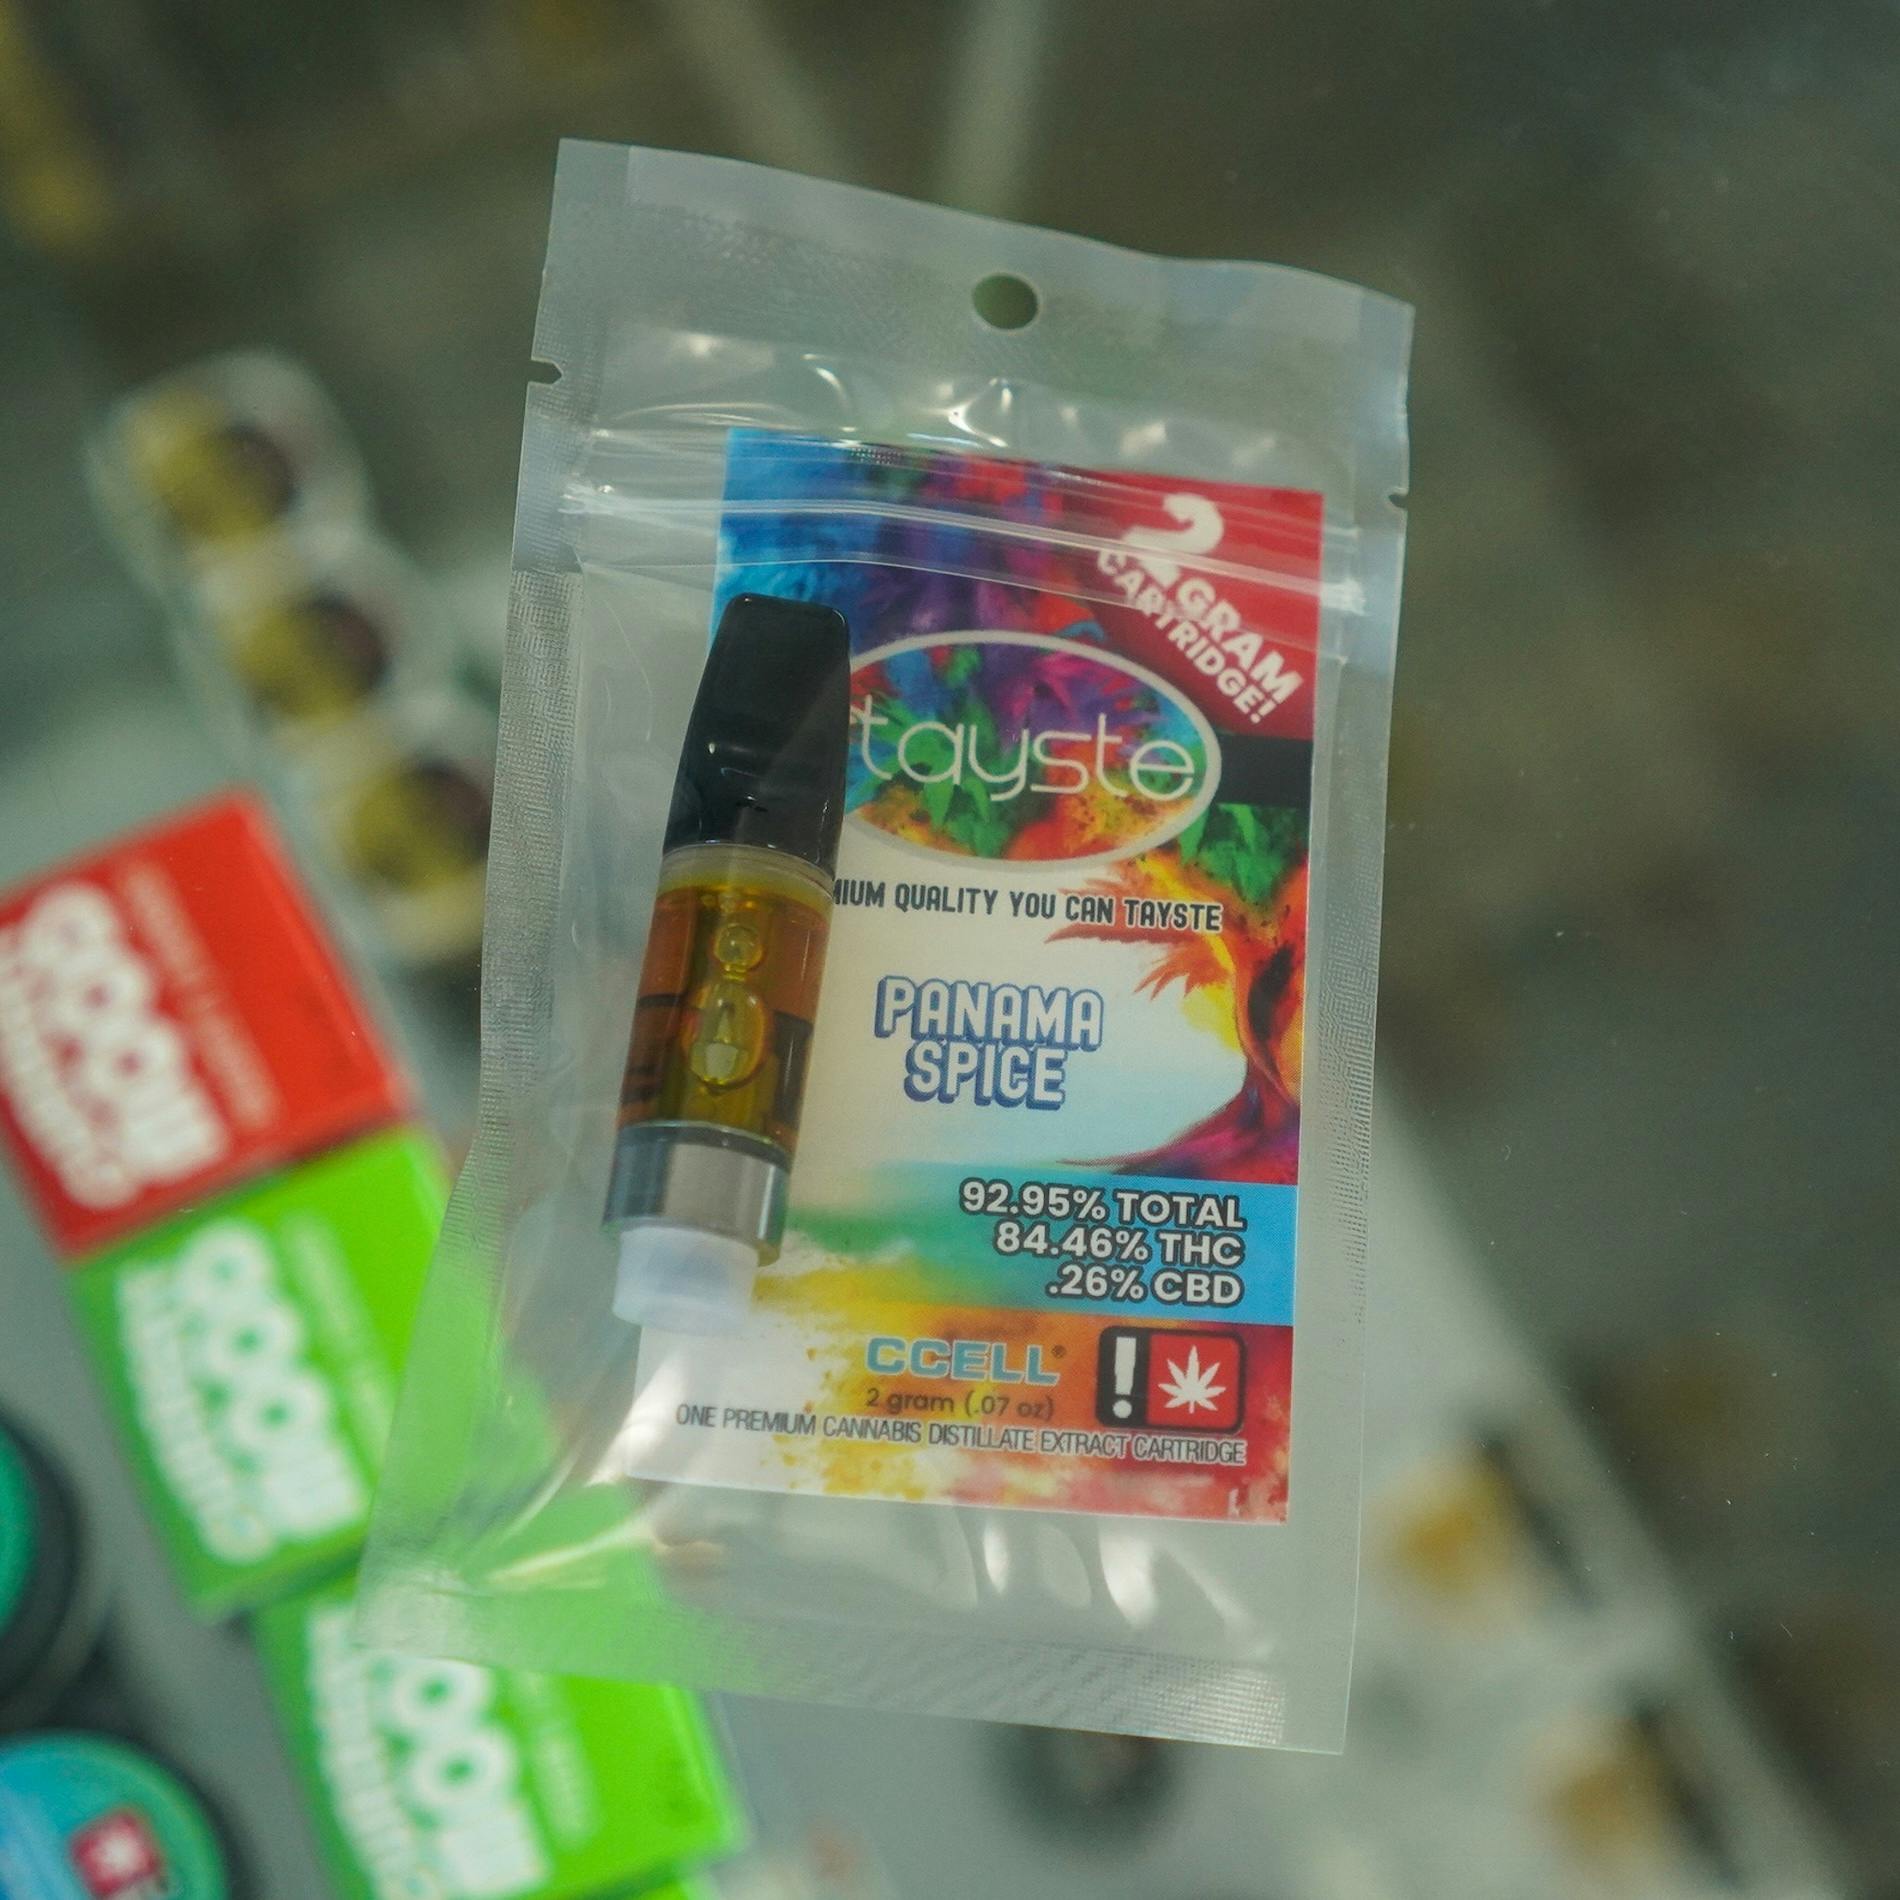 2 GRAM
CARTRIDGE!
tayste
QUALITY YOU CAN TAYSTE
PANAMA
SPICE
92.95% TOTAL
84.46% THC
.26% CBD
CCELL®
2 gram (.07 oz)
!
ONE PREMIUM CANNABIS DISTILLATE EXTRACT CARTRIDGE